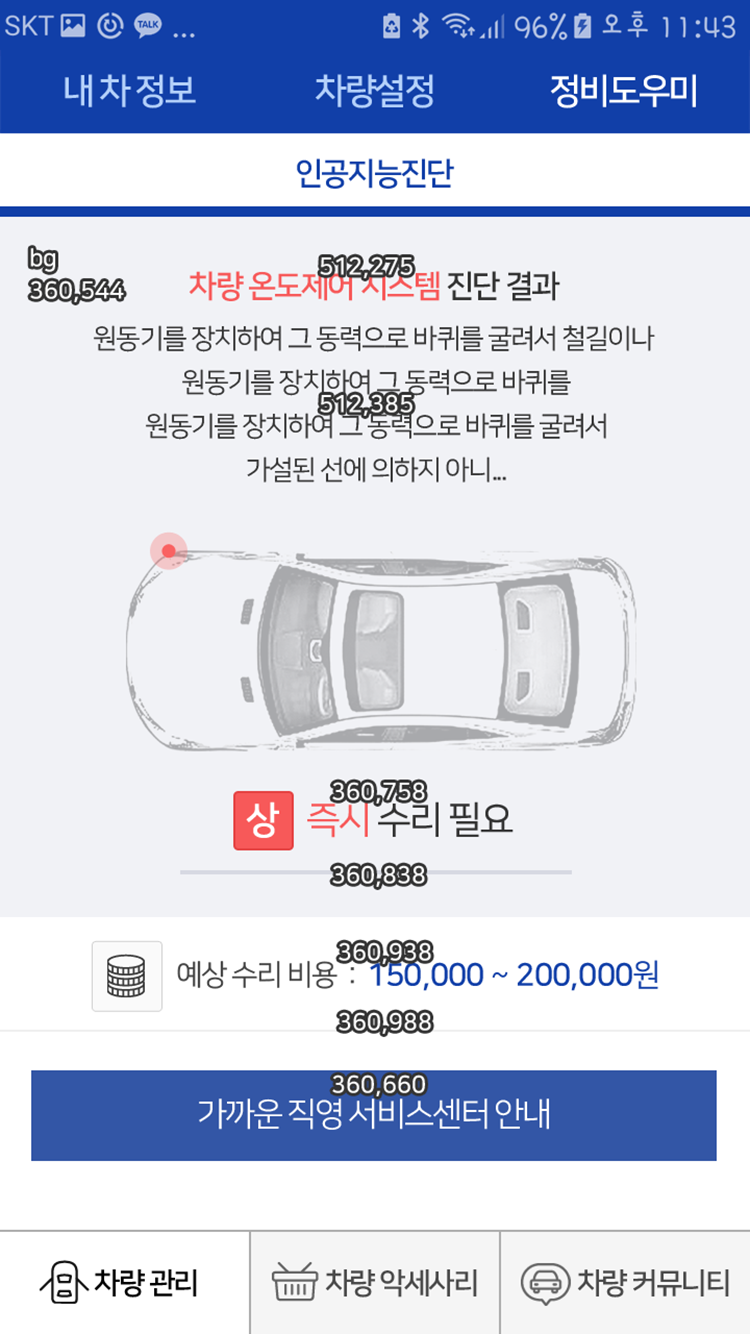 SKT TALK ... 96% 오후 11:43
내 차 정보 차량설정 정비도우미
인공지능진단
bg
360,544
512,275
차량 온도제어 시스템 진단 결과
원동기를 장치하여 그 동력으로 바퀴를 굴려서 철길이나
원동기를 장치하여 그 동력으로 바퀴를
512,385
원동기를 장치하여 그 동력으로 바퀴를 굴려서
가설된 선에 의하지 아니...
360,758
상 즉시 수리 필요
360,838
360,938
예상 수리 비용 : 150,000 ~ 200,000원
360,988
360,660
가까운 직영 서비스센터 안내
차량 관리 차량 악세사리 차량 커뮤니티